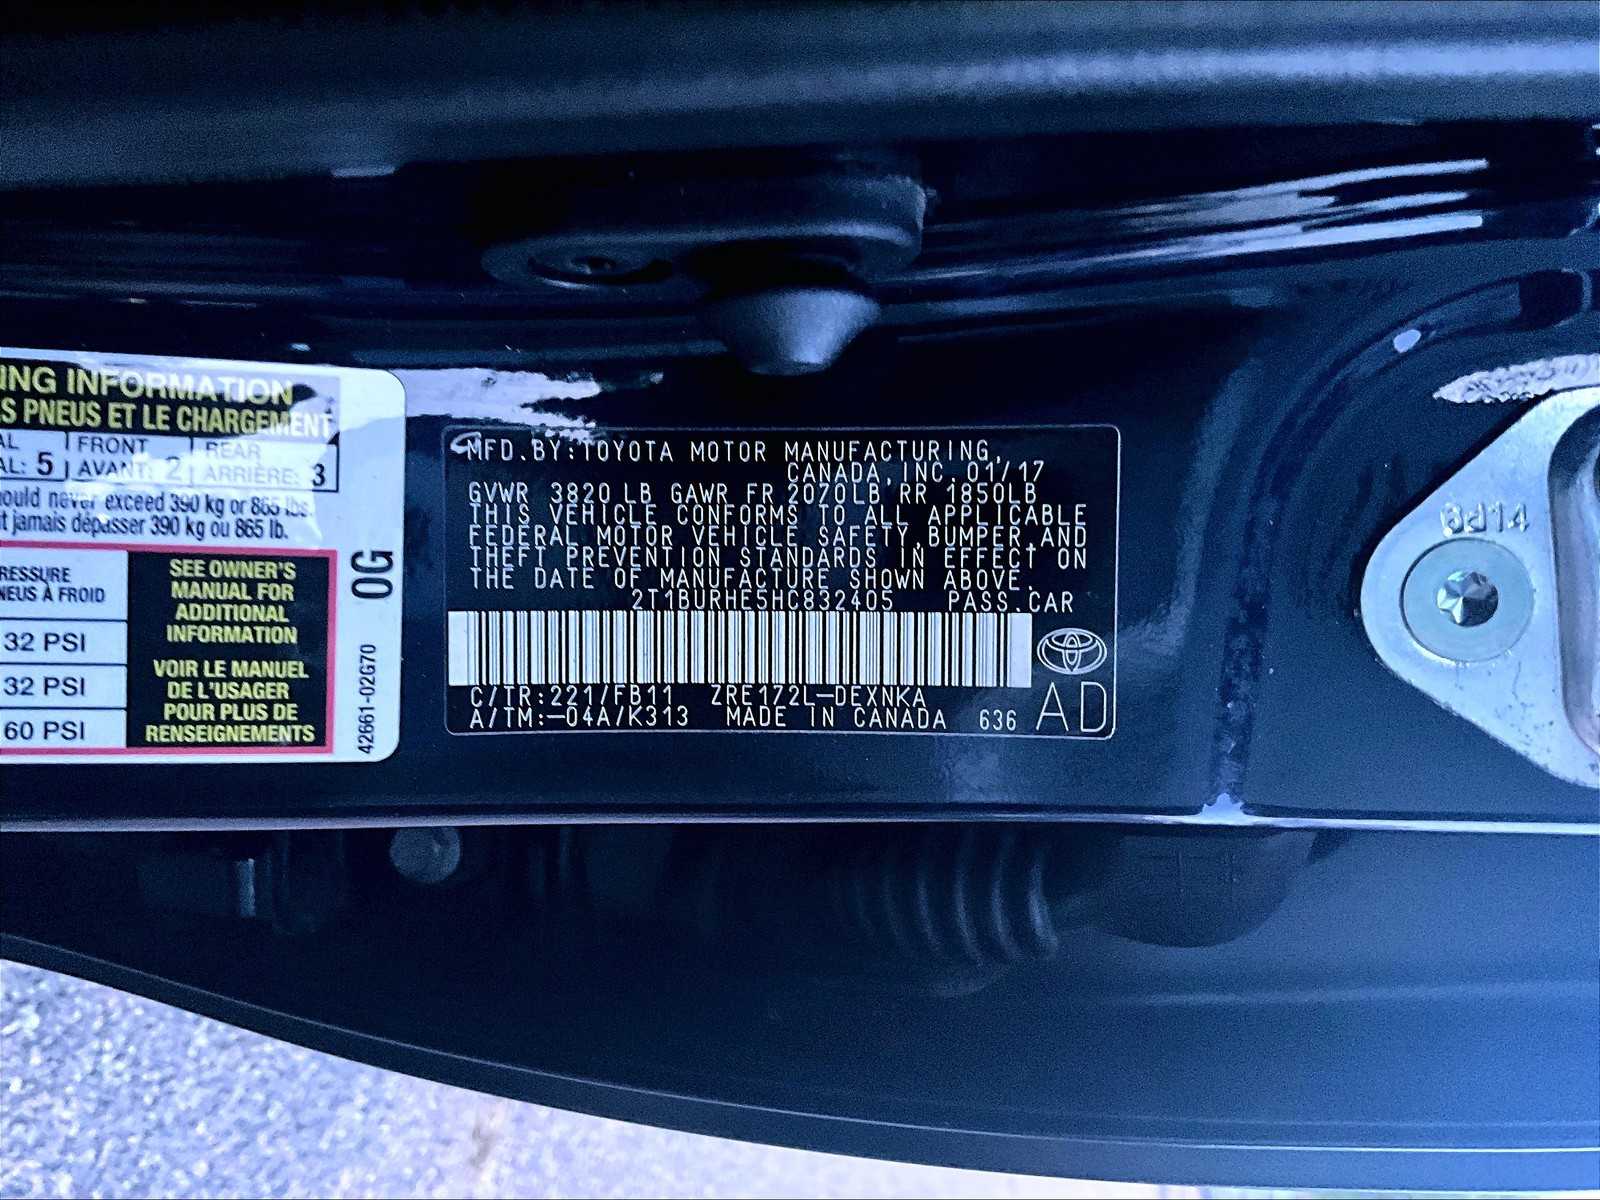 NG INFORMATION
S PNEUS ET LE CHARGEMENT
AL FRONT REAR
AL: 5 AVANT: 2 ARRIÈRE: 3
ould never exceed 390 kg or 865 lbs.
t jamais dépasser 390 kg ou 865 lb.
RESSURE
NEUS À FROID
32 PSI
32 PSI
60 PSI
SEE OWNER'S
MANUAL FOR
ADDITIONAL
INFORMATION
VOIR LE MANUEL
DE L'USAGER
POUR PLUS DE
RENSEIGNEMENTS
0G
42661-02G70
MFD.BY:TOYOTA MOTOR MANUFACTURING,
CANADA,INC.01/17
GVWR 3820 LB GAWR FR 2070LB RR 1850LB
THIS VEHICLE CONFORMS TO ALL APPLICABLE
FEDERAL MOTOR VEHICLE SAFETY,BUMPER,AND
THEFT PREVENTION STANDARDS IN EFFECT ON
THE DATE OF MANUFACTURE SHOWN ABOVE.
2T1BURHE5HC832405 PASS.CAR
C/TR:221/FB11 ZRE172L-DEXNKA
A/TM:-04A/K313 MADE IN CANADA 636 AD